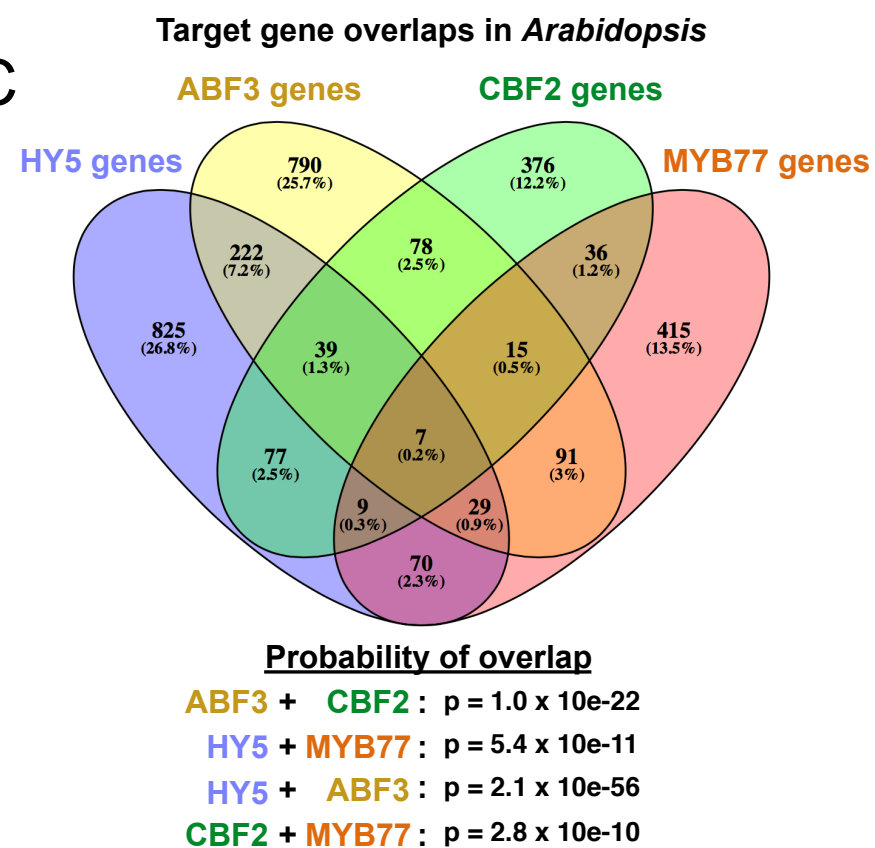 Target gene overlaps in Arabidopsis
C
ABF3 genes
CBF2 genes
HY5 genes
MYB77 genes
790
(25.7%)
376
(12.2%)
222
(7.2%)
78
(2.5%)
36
(1.2%)
825
(26.8%)
39
(1.3%)
15
(0.5%)
415
(13.5%)
77
(2.5%)
7
(0.2%)
91
(3%)
9
(0.3%)
29
(0.9%)
70
(2.3%)
Probability of overlap
ABF3 + CBF2 : p = 1.0 x 10e-22
HY5 + MYB77 : p = 5.4 x 10e-11
HY5 + ABF3 : p = 2.1 x 10e-56
CBF2 + MYB77 : p = 2.8 x 10e-10